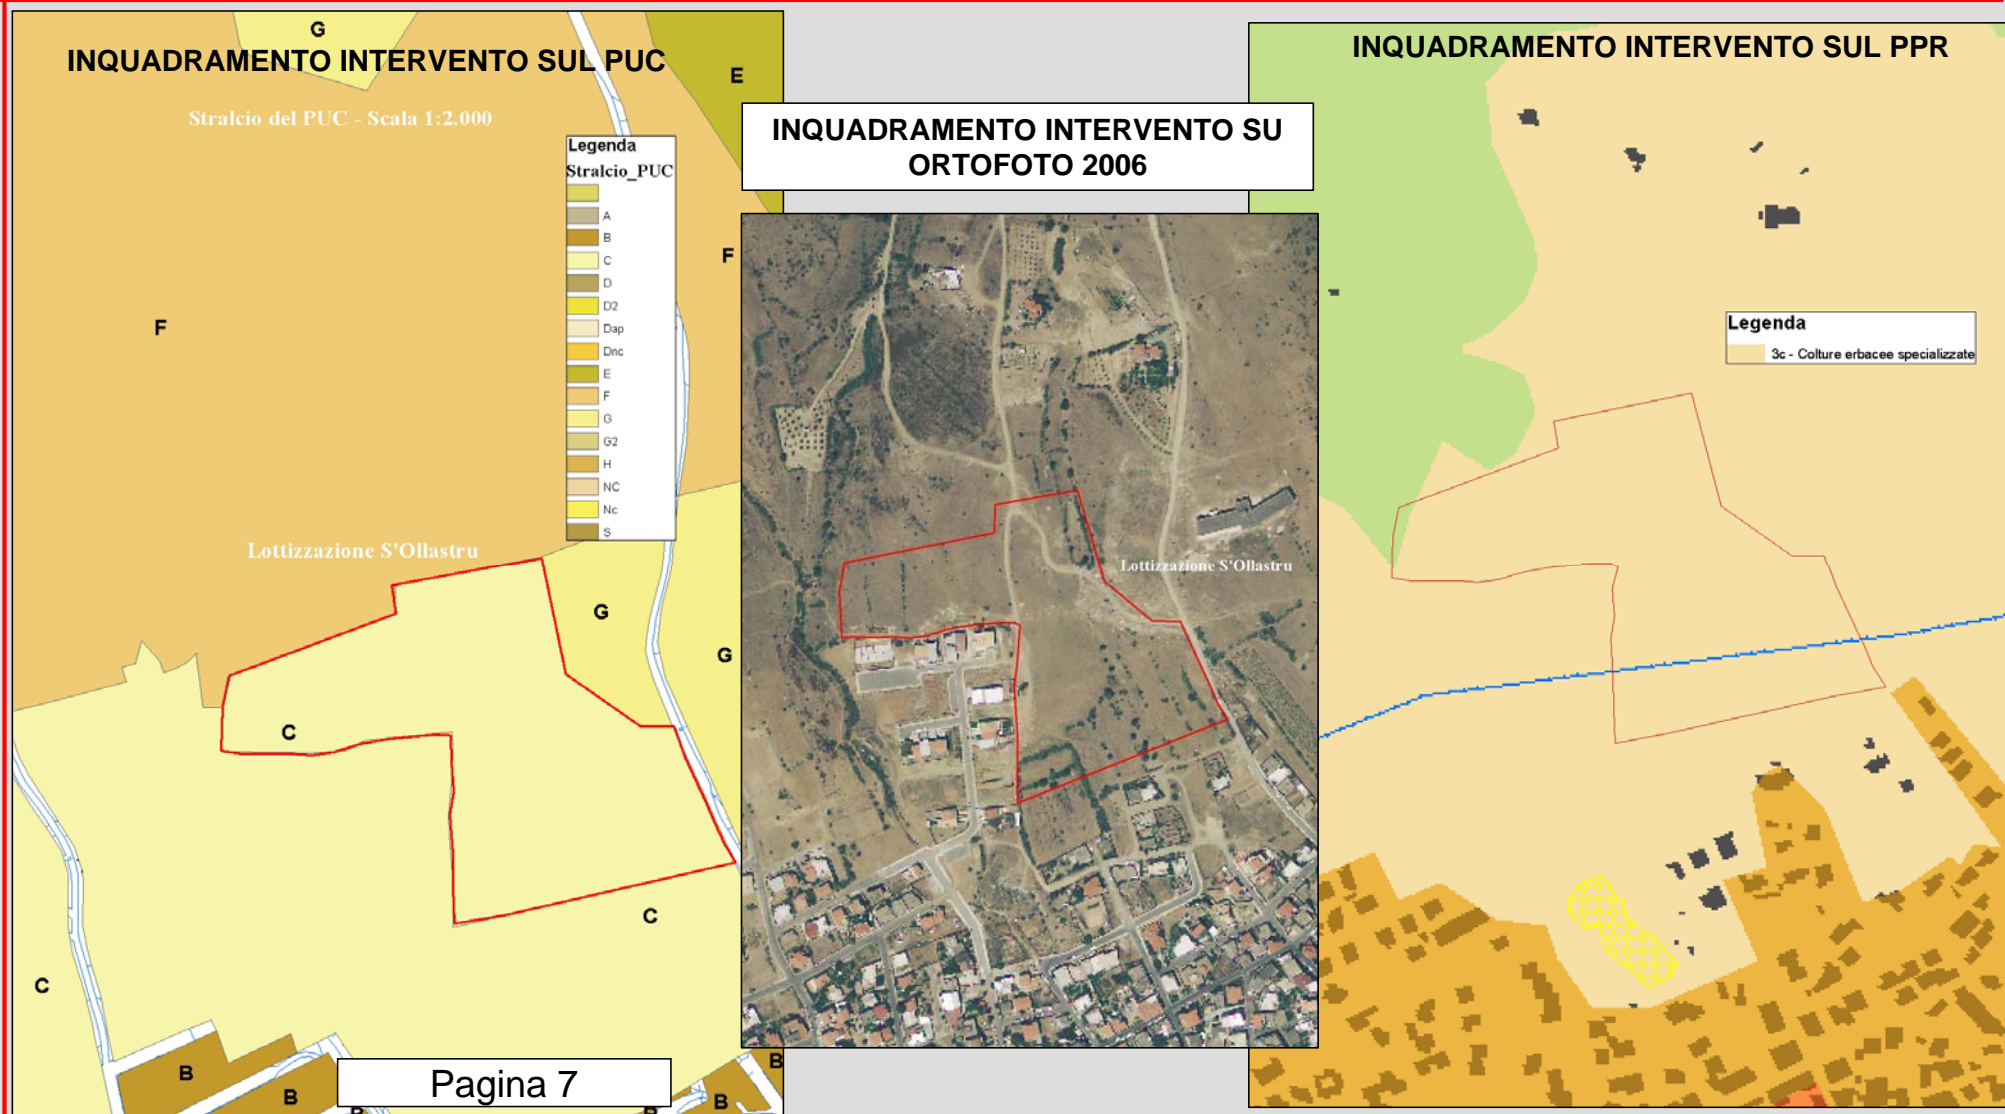 INQUADRAMENTO INTERVENTO SUL PUC
Stralcio del PUC - Scala 1:2.000
G
E
F
F
Legenda
Stralcio_PUC
A
B
C
D
D2
Dap
Dnc
E
F
G
G2
H
NC
Nc
S
Lottizzazione S'Ollastru
G
G
C
C
C
B
B
B
B
B
B
Pagina 7
INQUADRAMENTO INTERVENTO SU
ORTOFOTO 2006
Lottizzazione S'Ollastru
INQUADRAMENTO INTERVENTO SUL PPR
Legenda
3c - Colture erbacee specializzate